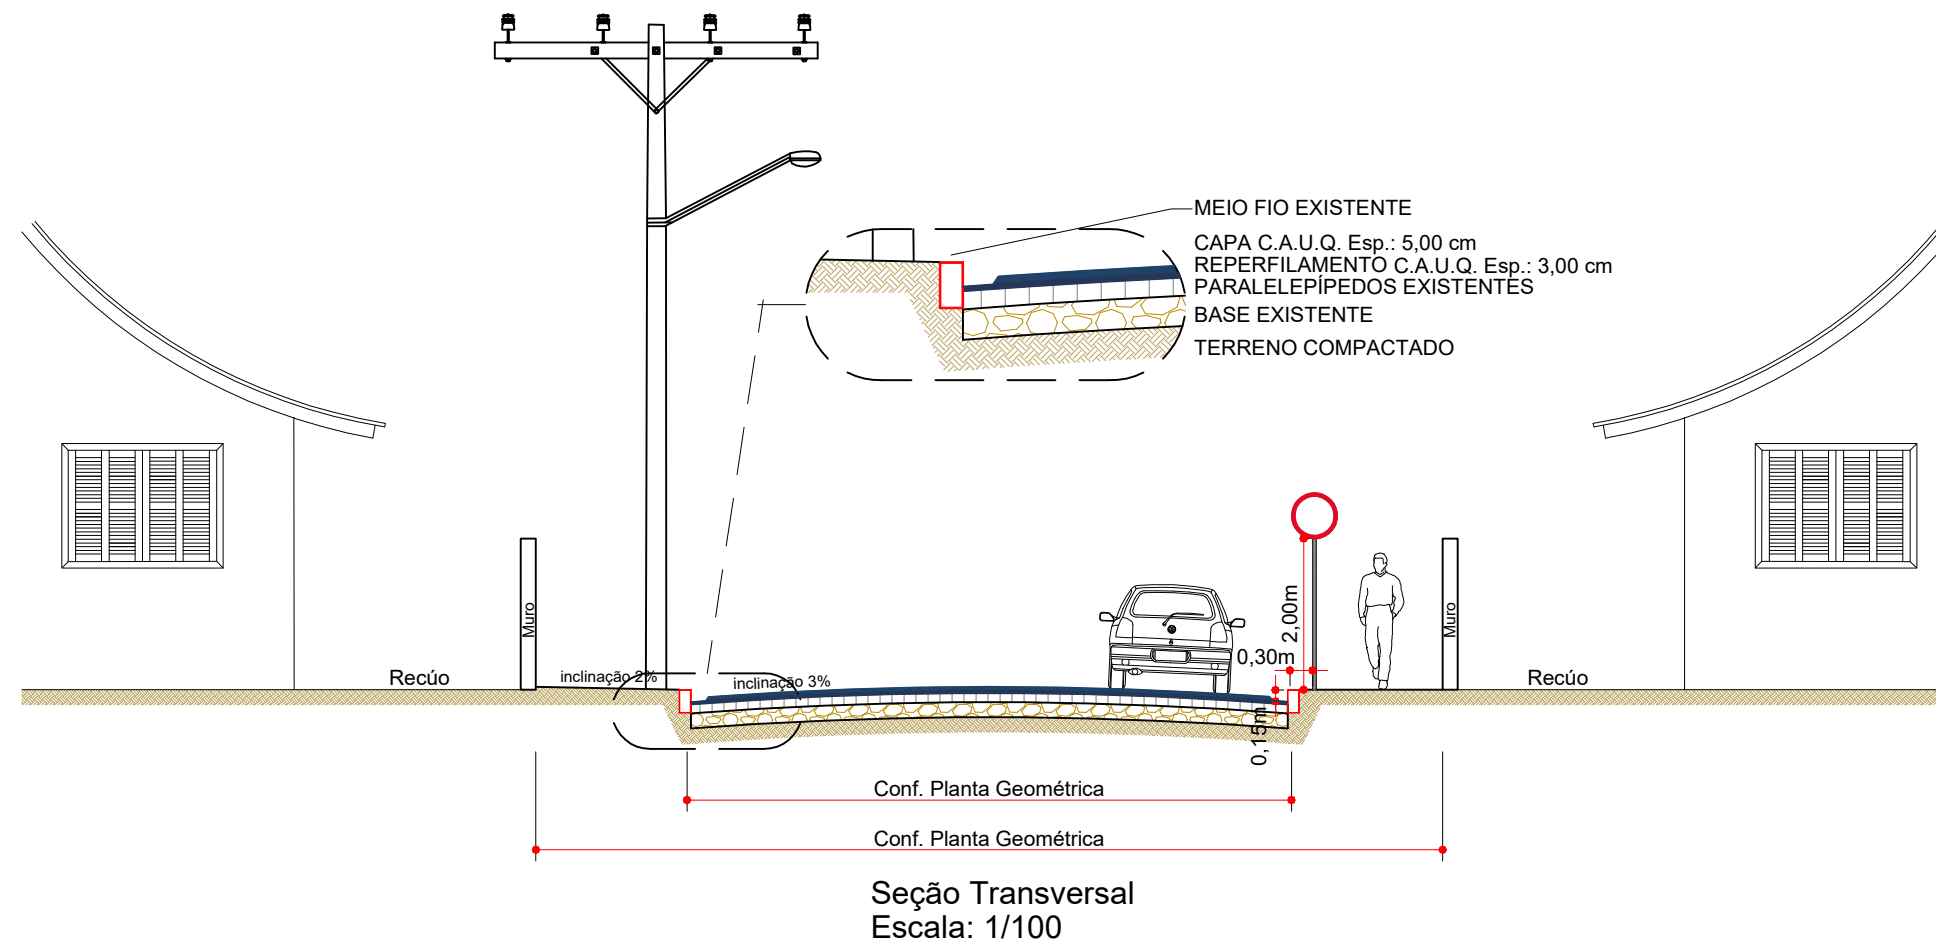 MEIO FIO EXISTENTE
CAPA C.A.U.Q. Esp.: 5,00 cm
REPERFILAMENTO C.A.U.Q. Esp.: 3,00 cm
PARALELEPÍPEDOS EXISTENTES
BASE EXISTENTE
TERRENO COMPACTADO
Muro
2,00m
Muro
0,30m
Recúo
inclinação 2%
inclinação 3%
Recúo
0,15m
Conf. Planta Geométrica
Conf. Planta Geométrica
Seção Transversal
Escala: 1/100